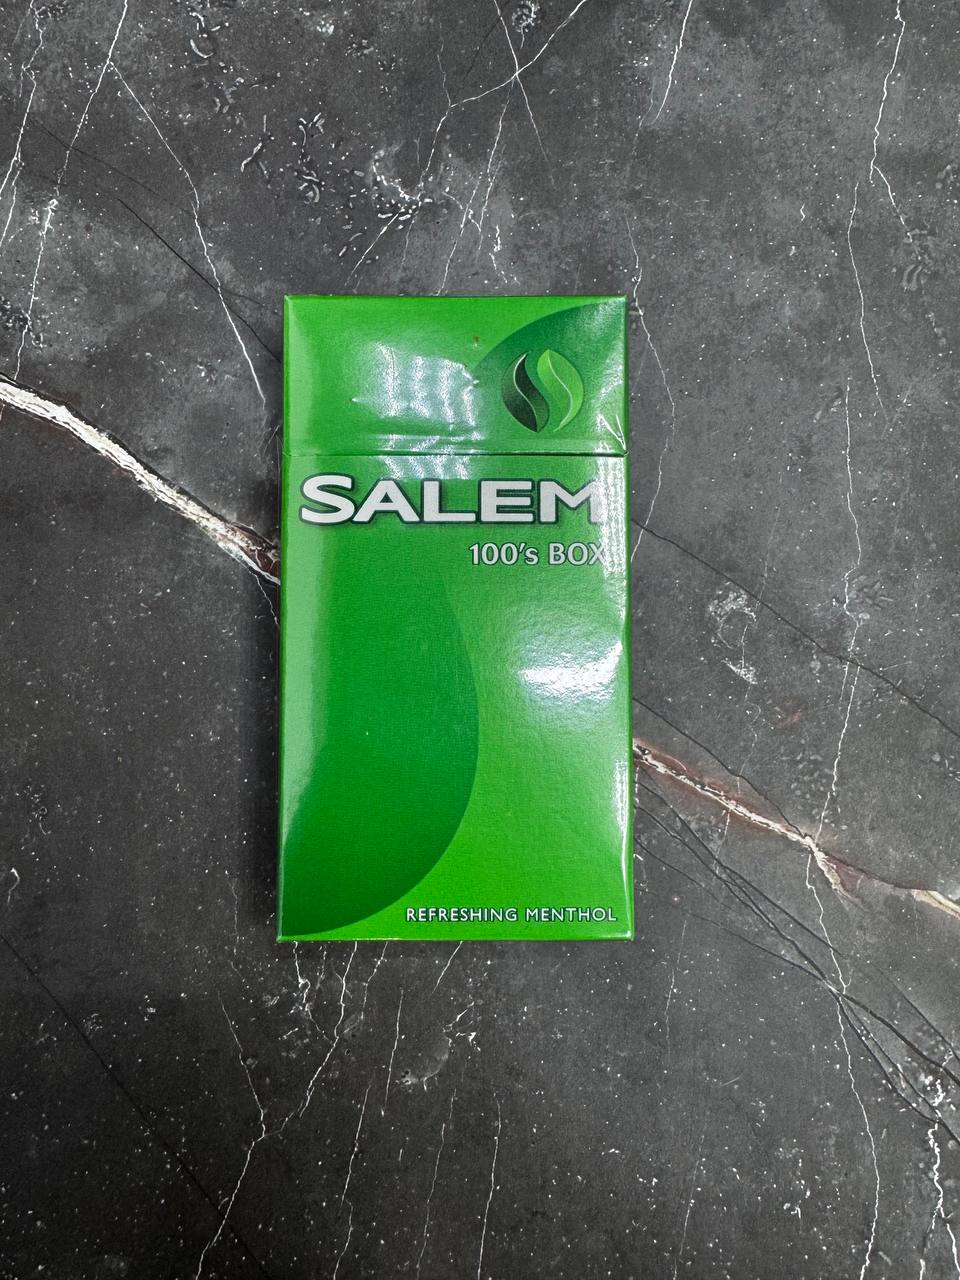 SALEM
100's BOX
REFRESHING MENTHOL